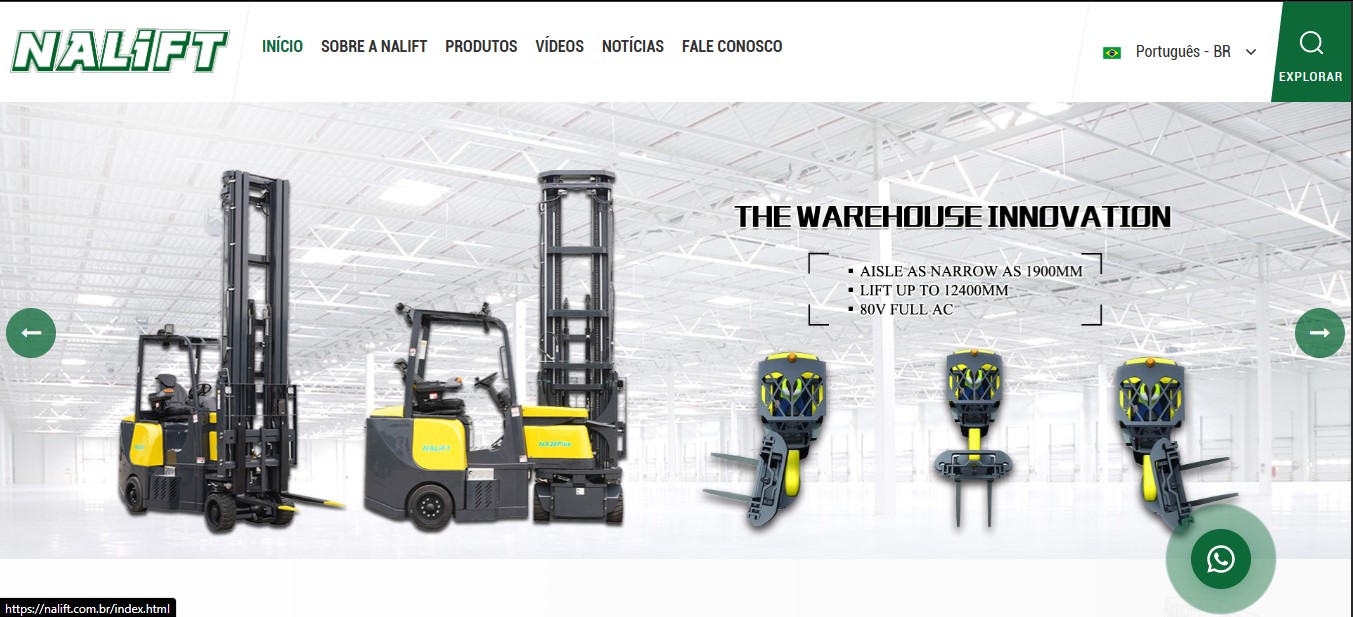 NALiFT
INÍCIO SOBRE A NALIFT PRODUTOS VÍDEOS NOTÍCIAS FALE CONOSCO
Português - BR
EXPLORAR
THE WAREHOUSE INNOVATION
▪ AISLE AS NARROW AS 1900MM
▪ LIFT UP TO 12400MM
▪ 80V FULL AC
NALiFT
https://nalift.com.br/index.html